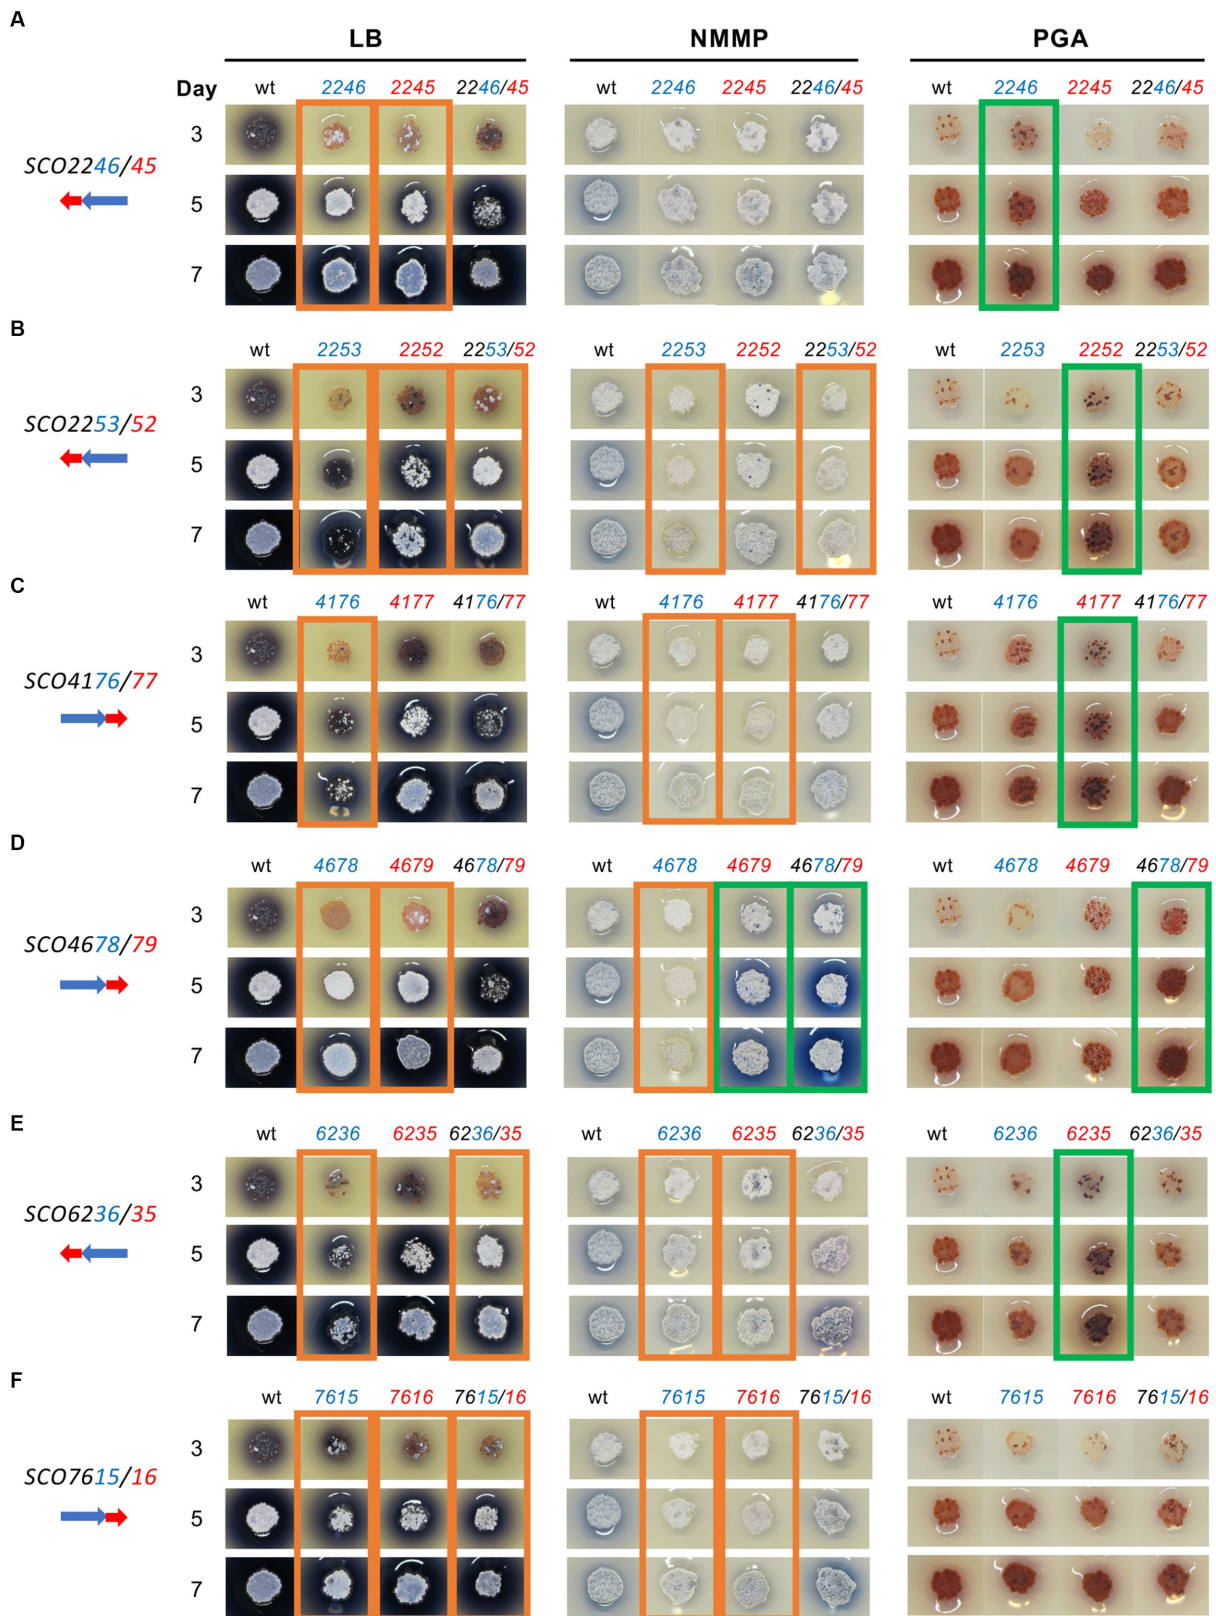 A
LB NMMP PGA
Day wt 2246 2245 2246/45 wt 2246 2245 2246/45 wt 2246 2245 2246/45
3
SCO2246/45
5
7
B
wt 2253 2252 2253/52 wt 2253 2252 2253/52 wt 2253 2252 2253/52
3
SCO2253/52
5
7
C
wt 4176 4177 4176/77 wt 4176 4177 4176/77 wt 4176 4177 4176/77
3
SCO4176/77
5
7
D
wt 4678 4679 4678/79 wt 4678 4679 4678/79 wt 4678 4679 4678/79
3
SCO4678/79
5
7
E
wt 6236 6235 6236/35 wt 6236 6235 6236/35 wt 6236 6235 6236/35
3
SCO6236/35
5
7
F
wt 7615 7616 7615/16 wt 7615 7616 7615/16 wt 7615 7616 7615/16
3
SCO7615/16
5
7